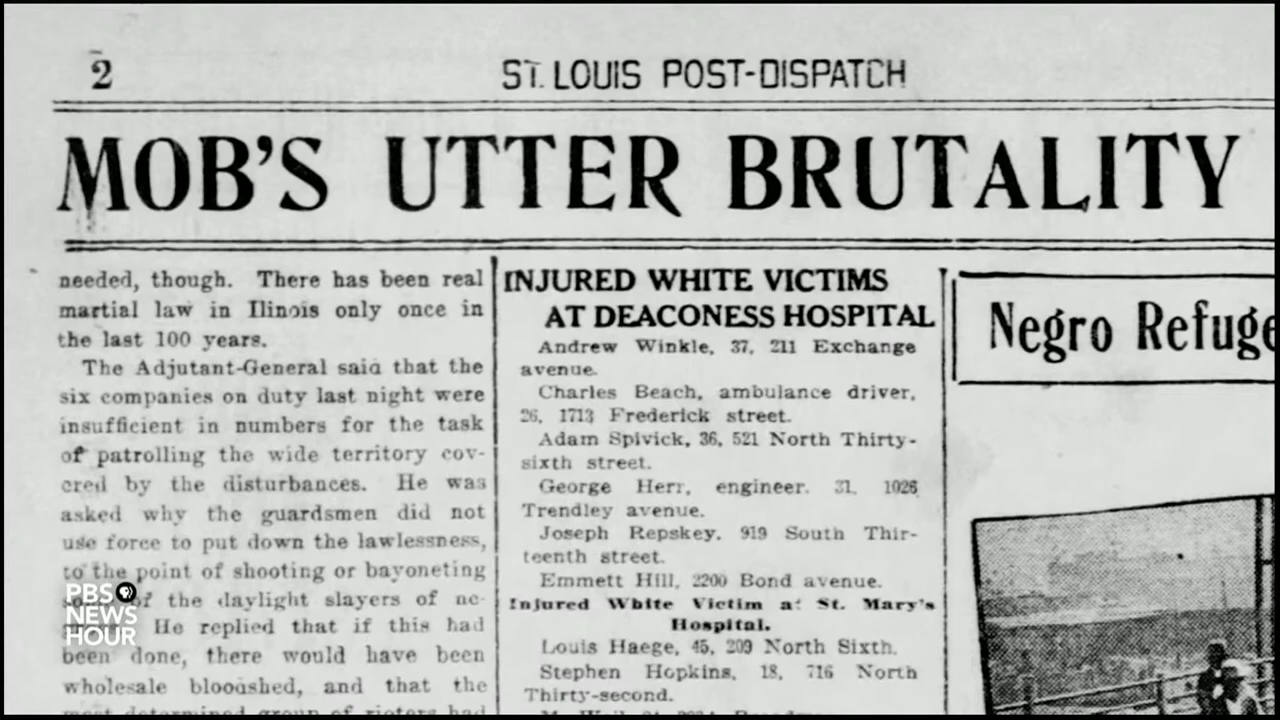 2
ST. LOUIS POST-DISPATCH
MOB'S UTTER BRUTALITY
needed, though. There has been real
martial law in Ilinois only once in
the last 100 years.
The Adjutant-General said that the
six companies on duty last night were
insufficient in numbers for the task
of patrolling the wide territory cov-
ered by the disturbances. He was
asked why the guardsmen did not
use force to put down the lawlessness,
to the point of shooting or bayoneting
of the daylight slayers of ne-
He replied that if this had
been done, there would have been
wholesale bloodshed, and that the
most determined group of rioters had
INJURED WHITE VICTIMS
AT DEACONESS HOSPITAL
Andrew Winkle, 37, 211 Exchange
avenue.
Charles Beach, ambulance driver,
26, 1713 Frederick street.
Adam Spivick, 36, 521 North Thirty-
sixth street.
George Herr, engineer. 31, 1026
Trendley avenue.
Joseph Repskey, 919 South Thir-
teenth street.
Emmett Hill, 2200 Bond avenue.
Injured White Victim at St. Mary's
Hospital.
Louis Haege, 45, 209 North Sixth.
Stephen Hopkins, 18, 716 North
Thirty-second.
Negro Refuge
PBS
NEWS
HOUR